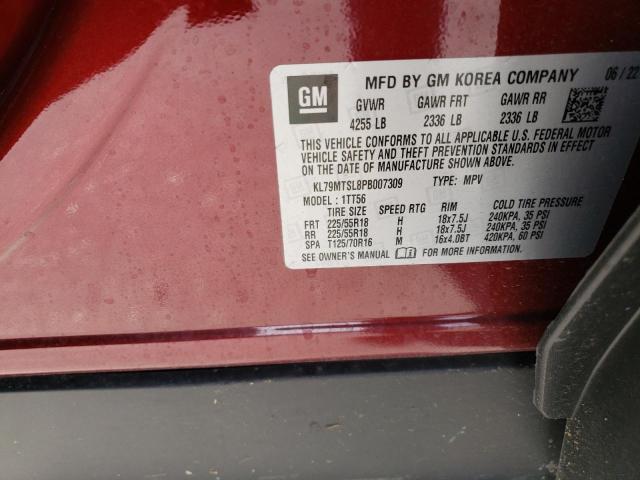 GM
MFD BY GM KOREA COMPANY 06/22
GVWR GAWR FRT GAWR RR
4255 LB 2336 LB 2336 LB
THIS VEHICLE CONFORMS TO ALL APPLICABLE U.S. FEDERAL MOTOR
VEHICLE SAFETY AND THEFT PREVENTION STANDARDS IN EFFECT
ON THE DATE OF MANUFACTURE SHOWN ABOVE.
KL79MTSL8PB007309 TYPE: MPV
MODEL: 1TT56
TIRE SIZE SPEED RTG RIM COLD TIRE PRESSURE
FRT 225/55R18 H 18x7.5J 240KPA, 35 PSI
RR 225/55R18 H 18x7.5J 240KPA, 35 PSI
SPA T125/70R16 M 16x4.0BT 420KPA, 60 PSI
SEE OWNER'S MANUAL FOR MORE INFORMATION.